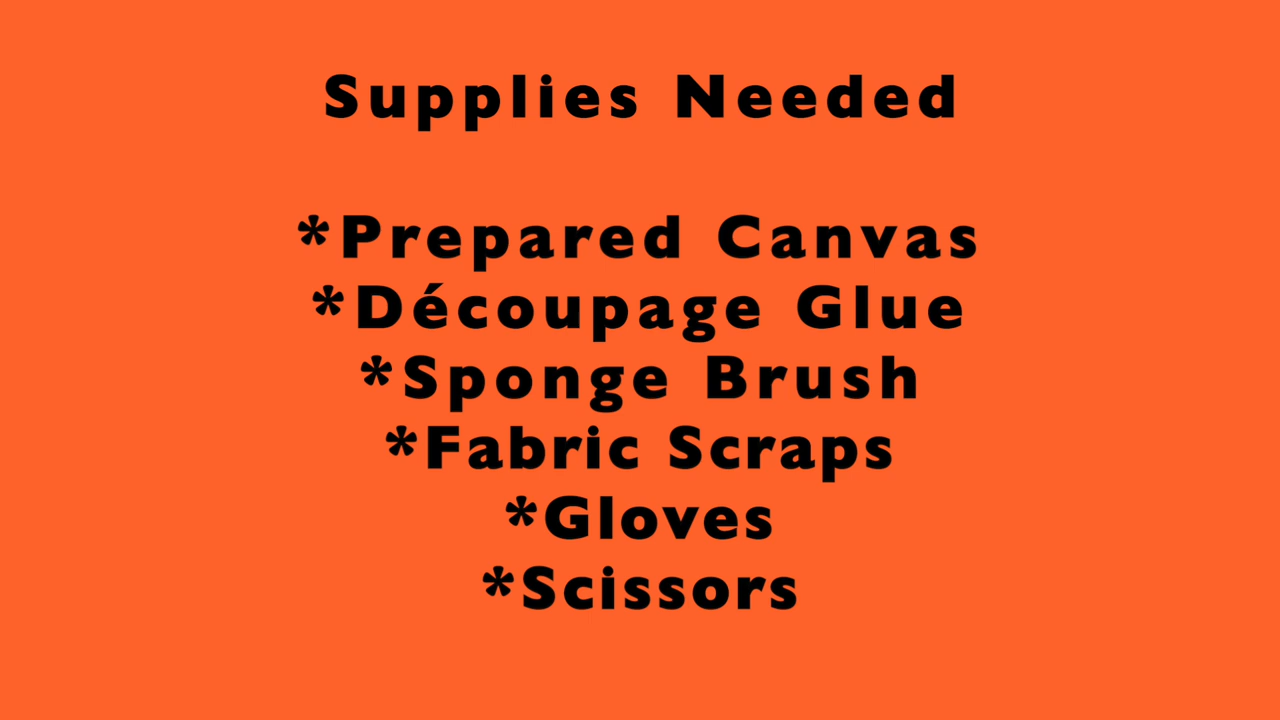 Supplies Needed
*Prepared Canvas
*Découpage Glue
*Sponge Brush
*Fabric Scraps
*Gloves
*Scissors